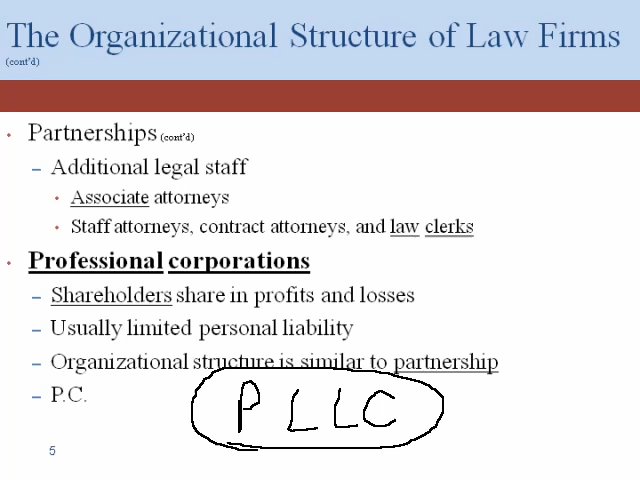 The Organizational Structure of Law Firms
(cont'd)
• Partnerships (cont'd)
– Additional legal staff
• Associate attorneys
• Staff attorneys, contract attorneys, and law clerks
• Professional corporations
– Shareholders share in profits and losses
– Usually limited personal liability
– Organizational structure is similar to partnership
– P.C.
PLLC
5